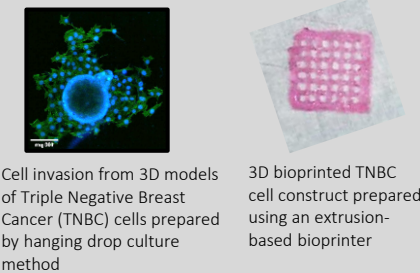 Cell invasion from 3D models
of Triple Negative Breast
Cancer (TNBC) cells prepared
by hanging drop culture
method
3D bioprinted TNBC
cell construct prepared
using an extrusion-
based bioprinter